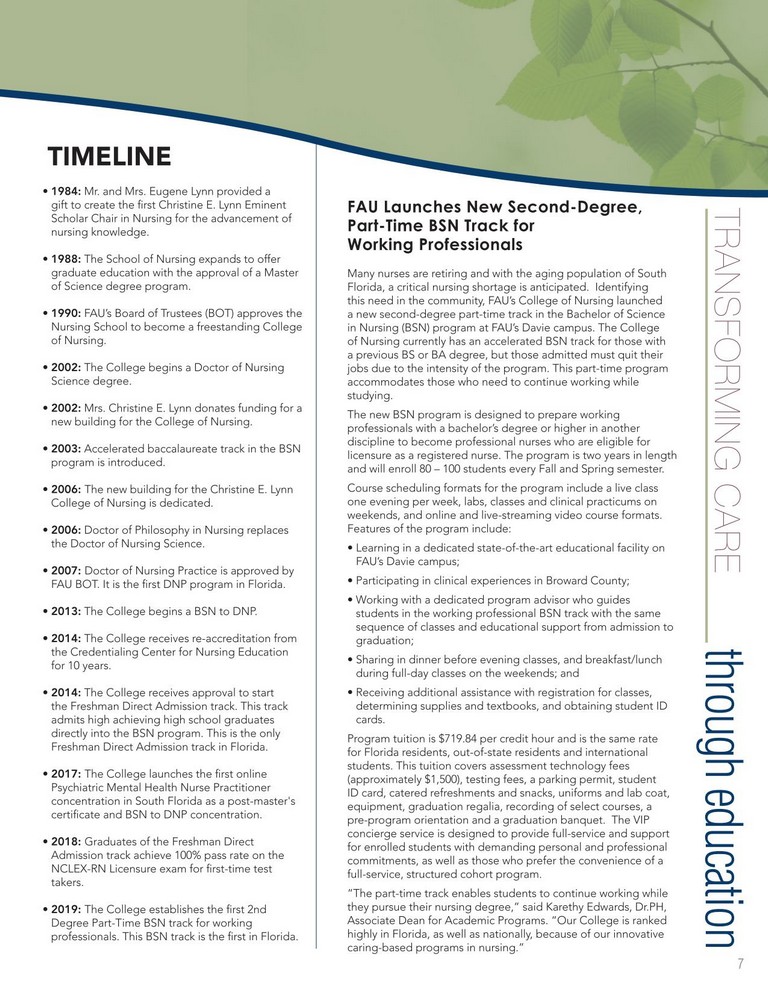 TIMELINE
• 1984: Mr. and Mrs. Eugene Lynn provided a
gift to create the first Christine E. Lynn Eminent
Scholar Chair in Nursing for the advancement of
nursing knowledge.
• 1988: The School of Nursing expands to offer
graduate education with the approval of a Master
of Science degree program.
• 1990: FAU's Board of Trustees (BOT) approves the
Nursing School to become a freestanding College
of Nursing.
• 2002: The College begins a Doctor of Nursing
Science degree.
• 2002: Mrs. Christine E. Lynn donates funding for a
new building for the College of Nursing.
• 2003: Accelerated baccalaureate track in the BSN
program is introduced.
• 2006: The new building for the Christine E. Lynn
College of Nursing is dedicated.
• 2006: Doctor of Philosophy in Nursing replaces
the Doctor of Nursing Science.
• 2007: Doctor of Nursing Practice is approved by
FAU BOT. It is the first DNP program in Florida.
• 2013: The College begins a BSN to DNP.
• 2014: The College receives re-accreditation from
the Credentialing Center for Nursing Education
for 10 years.
• 2014: The College receives approval to start
the Freshman Direct Admission track. This track
admits high achieving high school graduates
directly into the BSN program. This is the only
Freshman Direct Admission track in Florida.
• 2017: The College launches the first online
Psychiatric Mental Health Nurse Practitioner
concentration in South Florida as a post-master's
certificate and BSN to DNP concentration.
• 2018: Graduates of the Freshman Direct
Admission track achieve 100% pass rate on the
NCLEX-RN Licensure exam for first-time test
takers.
• 2019: The College establishes the first 2nd
Degree Part-Time BSN track for working
professionals. This BSN track is the first in Florida.
FAU Launches New Second-Degree,
Part-Time BSN Track for
Working Professionals
Many nurses are retiring and with the aging population of South
Florida, a critical nursing shortage is anticipated. Identifying
this need in the community, FAU's College of Nursing launched
a new second-degree part-time track in the Bachelor of Science
in Nursing (BSN) program at FAU's Davie campus. The College
of Nursing currently has an accelerated BSN track for those with
a previous BS or BA degree, but those admitted must quit their
jobs due to the intensity of the program. This part-time program
accommodates those who need to continue working while
studying.
The new BSN program is designed to prepare working
professionals with a bachelor's degree or higher in another
discipline to become professional nurses who are eligible for
licensure as a registered nurse. The program is two years in length
and will enroll 80 – 100 students every Fall and Spring semester.
Course scheduling formats for the program include a live class
one evening per week, labs, classes and clinical practicums on
weekends, and online and live-streaming video course formats.
Features of the program include:
• Learning in a dedicated state-of-the-art educational facility on
FAU's Davie campus;
• Participating in clinical experiences in Broward County;
• Working with a dedicated program advisor who guides
students in the working professional BSN track with the same
sequence of classes and educational support from admission to
graduation;
• Sharing in dinner before evening classes, and breakfast/lunch
during full-day classes on the weekends; and
• Receiving additional assistance with registration for classes,
determining supplies and textbooks, and obtaining student ID
cards.
Program tuition is $719.84 per credit hour and is the same rate
for Florida residents, out-of-state residents and international
students. This tuition covers assessment technology fees
(approximately $1,500), testing fees, a parking permit, student
ID card, catered refreshments and snacks, uniforms and lab coat,
equipment, graduation regalia, recording of select courses, a
pre-program orientation and a graduation banquet. The VIP
concierge service is designed to provide full-service and support
for enrolled students with demanding personal and professional
commitments, as well as those who prefer the convenience of a
full-service, structured cohort program.
“The part-time track enables students to continue working while
they pursue their nursing degree,” said Karethy Edwards, Dr.PH,
Associate Dean for Academic Programs. “Our College is ranked
highly in Florida, as well as nationally, because of our innovative
caring-based programs in nursing.”
TRANSFORMING CARE
through education
7